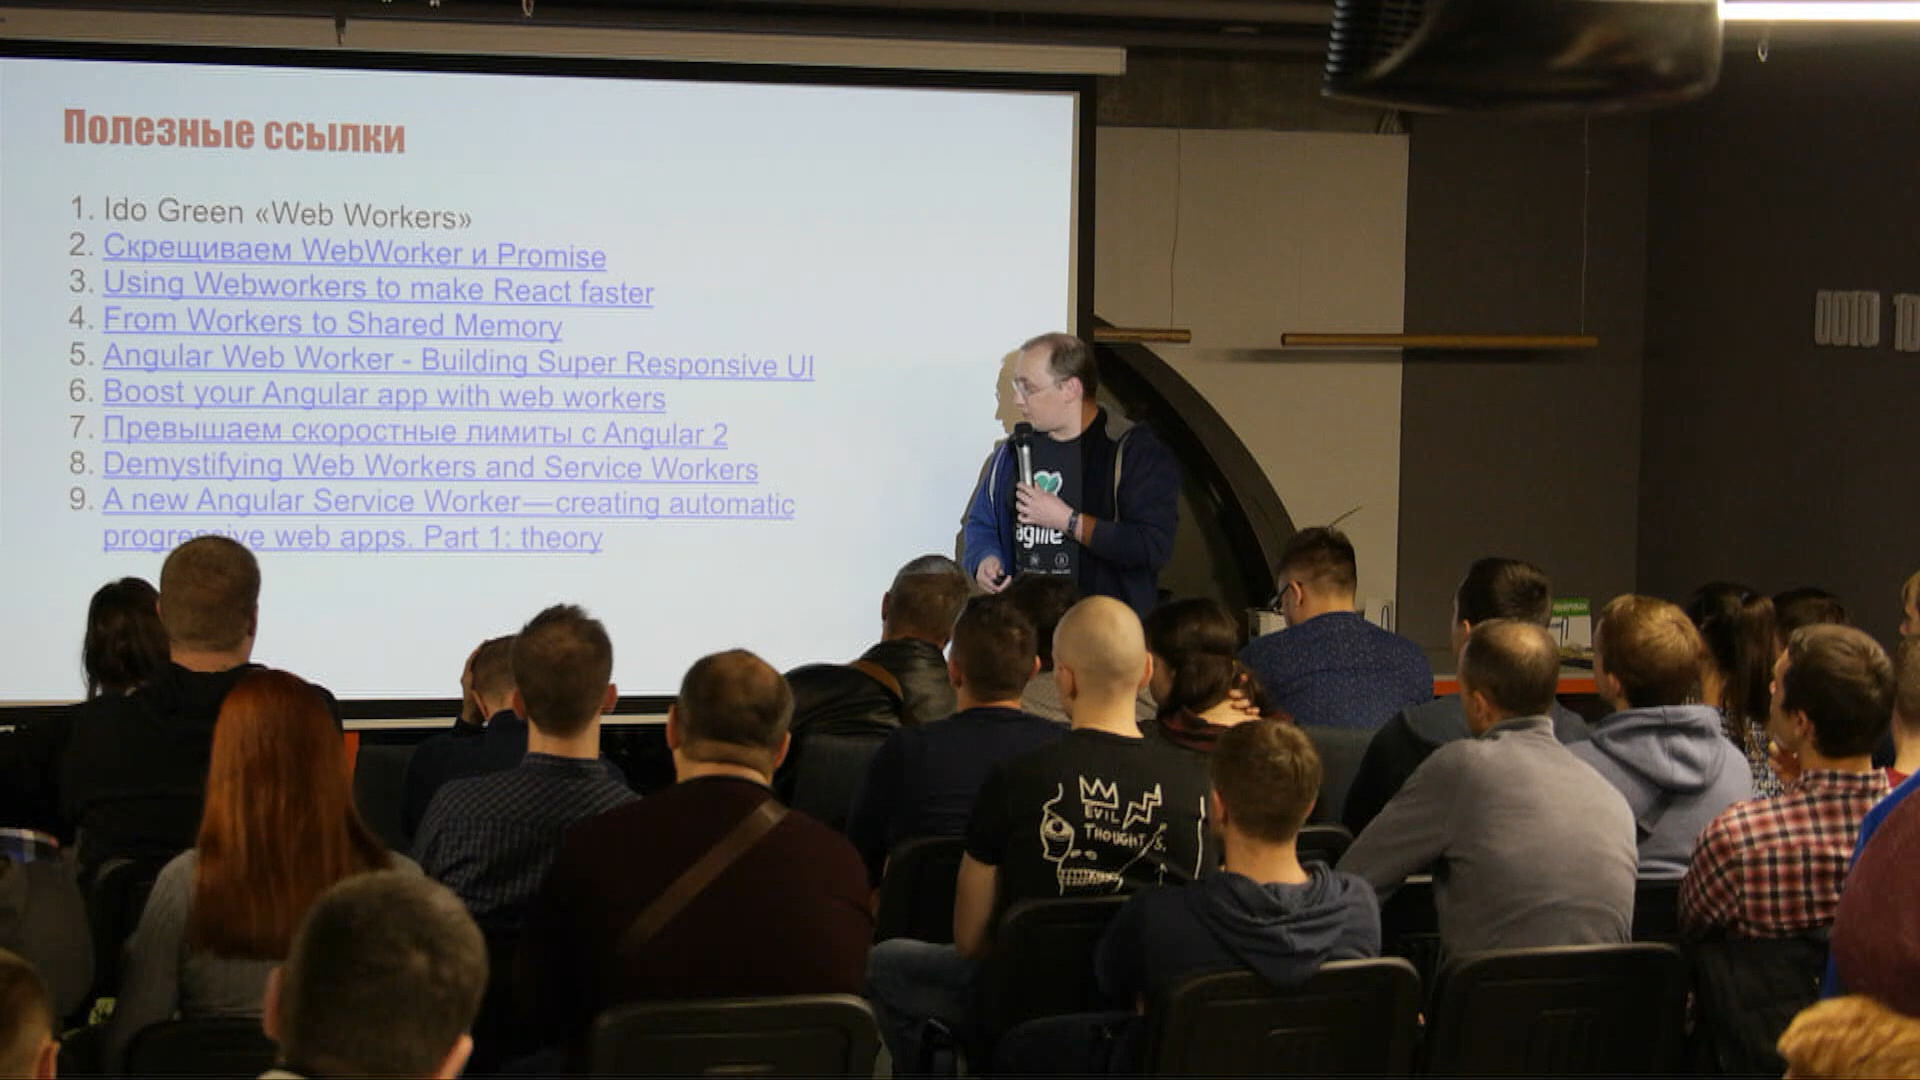 Полезные ссылки
1. Ido Green «Web Workers»
2. Скрещиваем WebWorker и Promise
3. Using Webworkers to make React faster
4. From Workers to Shared Memory
5. Angular Web Worker - Building Super Responsive UI
6. Boost your Angular app with web workers
7. Превышаем скоростные лимиты с Angular 2
8. Demystifying Web Workers and Service Workers
9. A new Angular Service Worker—creating automatic
progressive web apps. Part 1: theory
agile
EVIL
THOUGHTS,